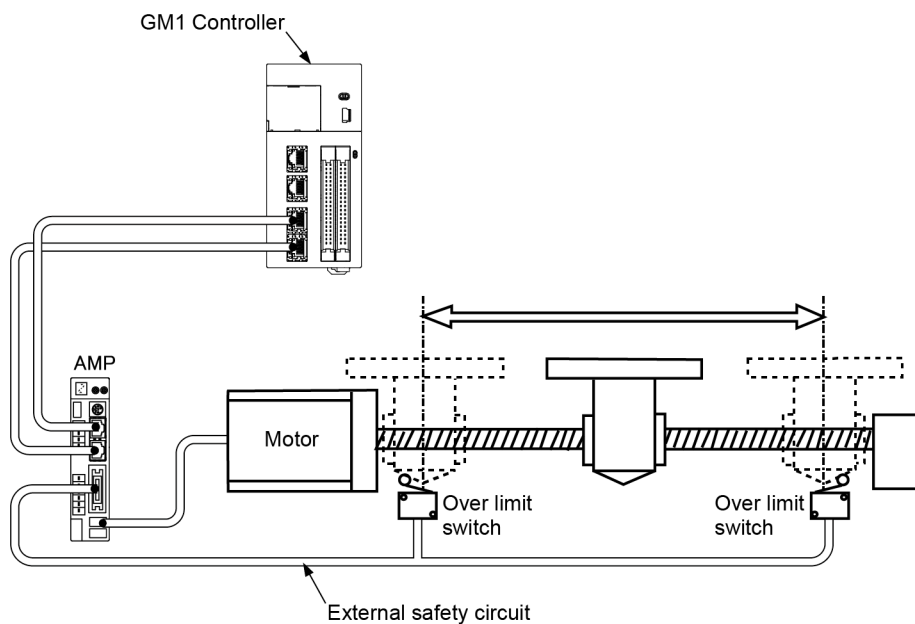 GM1 Controller
AMP
Motor
Over limit
switch
Over limit
switch
External safety circuit